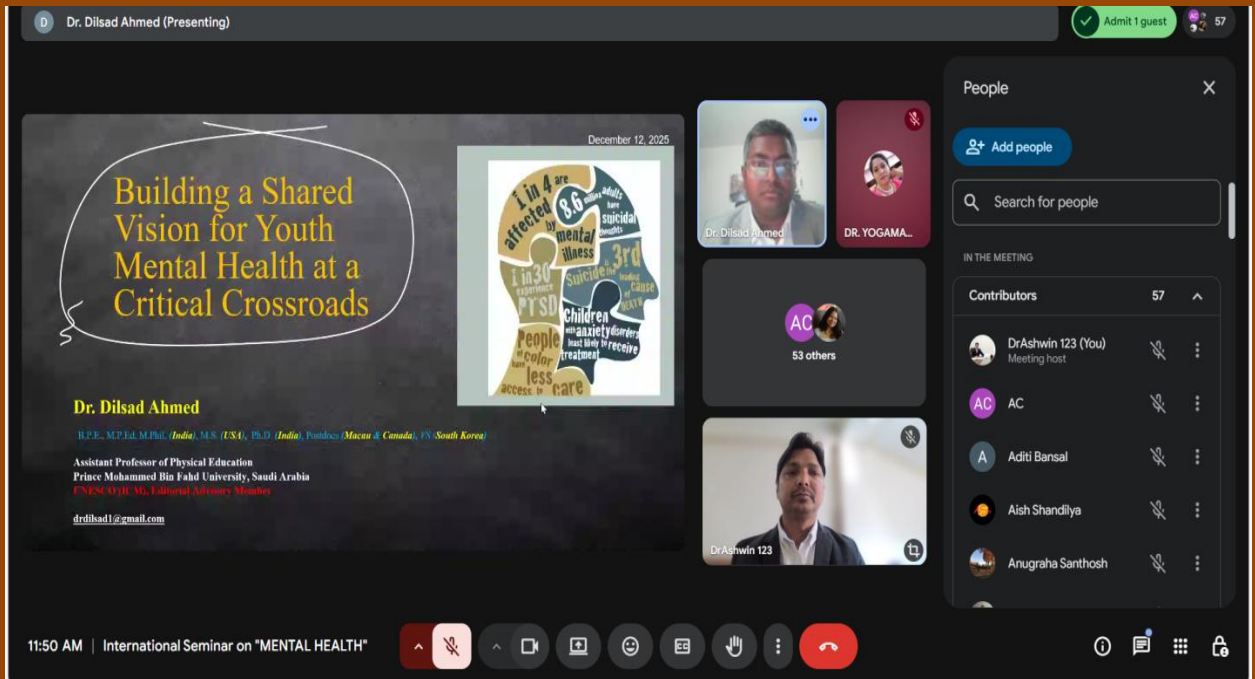 D Dr. Dilsad Ahmed (Presenting)
Admit 1 guest
57
December 12, 2025
Building a Shared
Vision for Youth
Mental Health at a
Critical Crossroads
1 in 4 are
affected
by
mental
illness
8.6 million adults
have
suicidal
thoughts
1 in 30
experience
PTSD
Suicide is
3rd
leading
cause
of
DEATH
Children
with anxiety disorders
least likely to receive
treatment
People
of color
have
less
access to care
Dr. Dilsad Ahmed
B.P.E., M.P.Ed, M.Phil. (India), M.S. (USA), Ph.D. (India), Postdocs (Macau & Canada), VS (South Korea)
Assistant Professor of Physical Education
Prince Mohammed Bin Fahd University, Saudi Arabia
UNESCO (ICM), Editorial Advisory Member
drdilsad1@gmail.com
Dr. Dilsad Ahmed
DR. YOGAMA...
AC
53 others
DrAshwin 123
People
Add people
Search for people
IN THE MEETING
Contributors 57
DrAshwin 123 (You)
Meeting host
AC AC
A Aditi Bansal
Aish Shandilya
Anugraha Santhosh
11:50 AM | International Seminar on "MENTAL HEALTH"